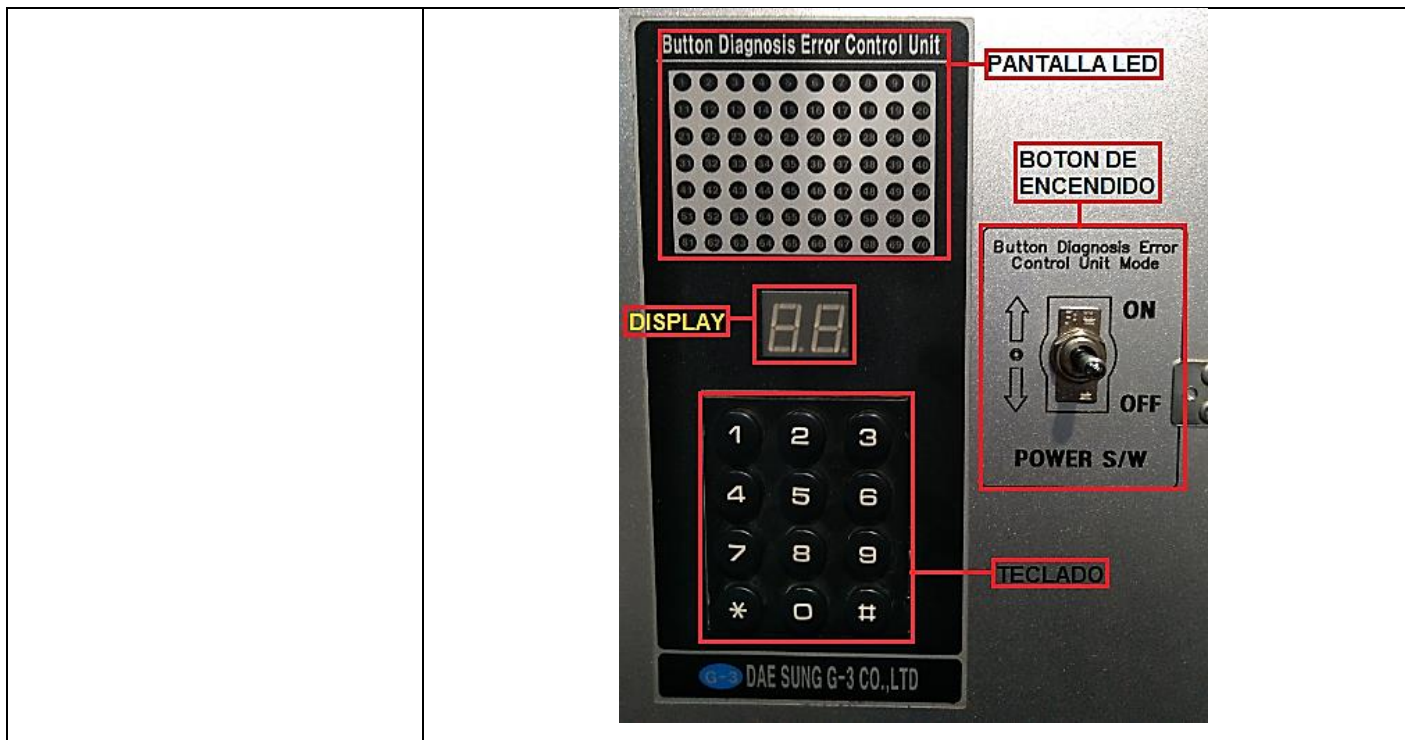 Button Diagnosis Error Control Unit
PANTALLA LED
1 2 3 4 5 6 7 8 9 10
11 12 13 14 15 16 17 18 19 20
21 22 23 24 25 26 27 28 29 30
31 32 33 34 35 36 37 38 39 40
41 42 43 44 45 46 47 48 49 50
51 52 53 54 55 56 57 58 59 60
61 62 63 64 65 66 67 68 69 70
BOTON DE
ENCENDIDO
Button Diagnosis Error
Control Unit Mode
ON
OFF
POWER S/W
DISPLAY
1 2 3
4 5 6
7 8 9
* 0 #
TECLADO
G-3 DAE SUNG G-3 CO.,LTD